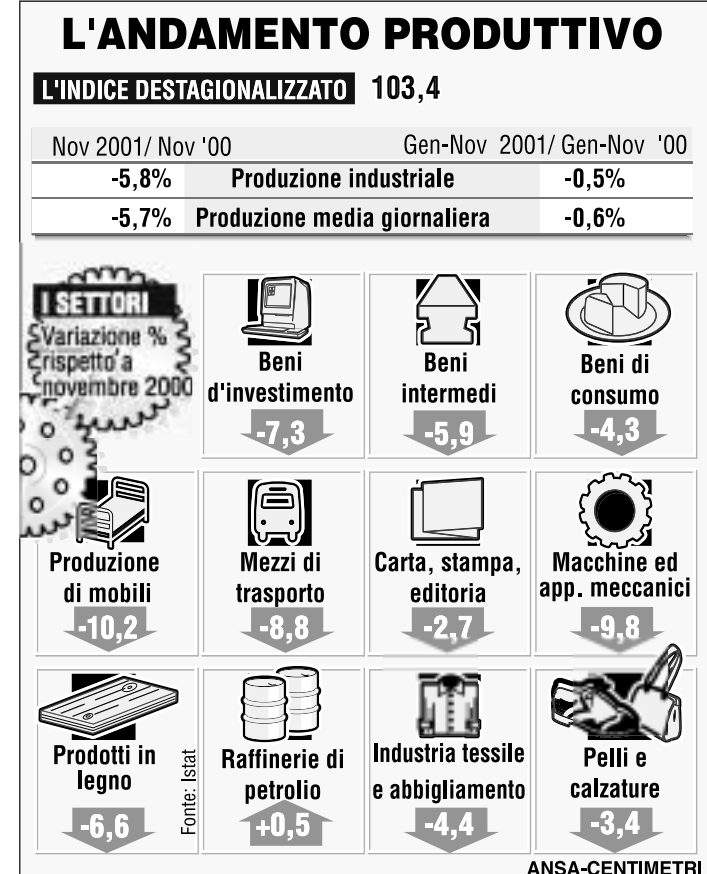 L'ANDAMENTO PRODUTTIVO
L'INDICE DESTAGIONALIZZATO 103,4
Nov 2001/ Nov '00 Gen-Nov 2001/ Gen-Nov '00
-5,8% Produzione industriale -0,5%
-5,7% Produzione media giornaliera -0,6%
I SETTORI
Variazione %
rispetto a
novembre 2000
Beni
d'investimento
-7,3
Beni
intermedi
-5,9
Beni di
consumo
-4,3
Produzione
di mobili
-10,2
Mezzi di
trasporto
-8,8
Carta, stampa,
editoria
-2,7
Macchine ed
app. meccanici
-9,8
Prodotti in
legno
-6,6
Fonte: Istat
Raffinerie di
petrolio
+0,5
Industria tessile
e abbigliamento
-4,4
Pelli e
calzature
-3,4
ANSA-CENTIMETRI